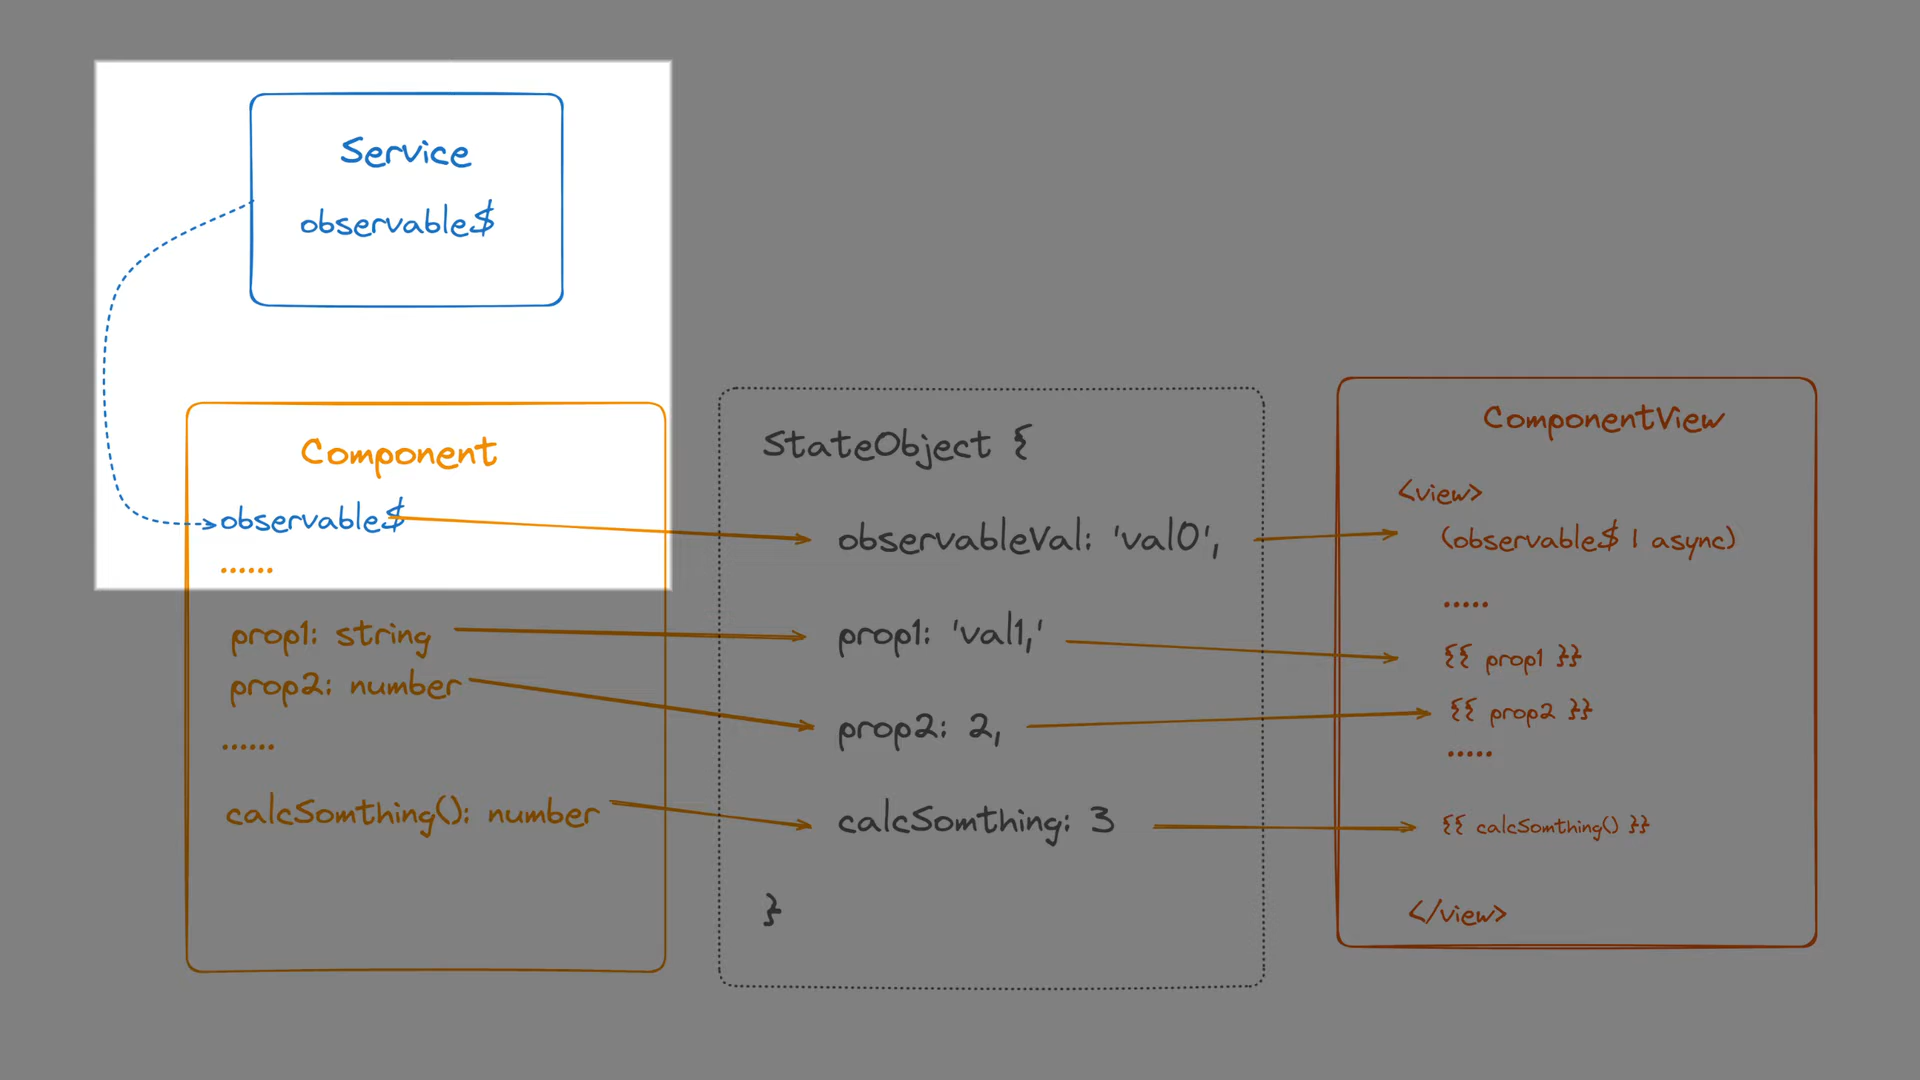 Service
observable$
Component
observable$
......
prop1: string
prop2: number
......
calcSomthing(): number
StateObject {
observableVal: 'val0',
prop1: 'val1,'
prop2: 2,
calcSomthing: 3
}
ComponentView
<view>
(observable$ | async)
.....
{{ prop1 }}
{{ prop2 }}
.....
{{ calcSomthing() }}
</view>